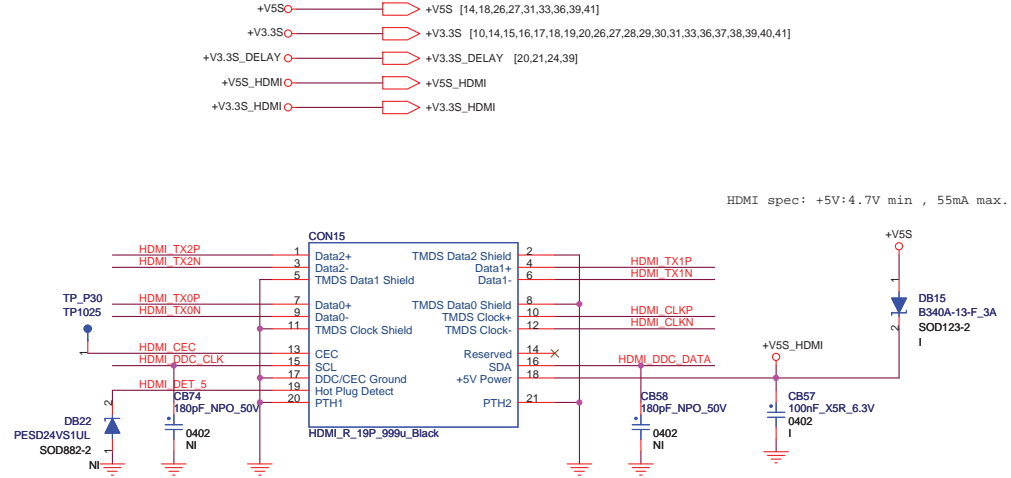 +V5S +V5S [14,18,26,27,31,33,36,39,41]
+V3.3S +V3.3S [10,14,15,16,17,18,19,20,26,27,28,29,30,31,33,36,37,38,39,40,41]
+V3.3S_DELAY +V3.3S_DELAY [20,21,24,39]
+V5S_HDMI +V5S_HDMI
+V3.3S_HDMI +V3.3S_HDMI
HDMI spec: +5V:4.7V min , 55mA max.
CON15
+V5S
HDMI_TX2P 1 Data2+ TMDS Data2 Shield 2
HDMI_TX2N 3 Data2- Data1+ 4 HDMI_TX1P
5 TMDS Data1 Shield Data1- 6 HDMI_TX1N
1
TP_P30
TP1025
HDMI_TX0P 7 Data0+ TMDS Data0 Shield 8
HDMI_TX0N 9 Data0- TMDS Clock+ 10 HDMI_CLKP
11 TMDS Clock Shield TMDS Clock- 12 HDMI_CLKN
DB15
B340A-13-F_3A
SOD123-2
I
2
+V5S_HDMI
1 HDMI_CEC 13 CEC Reserved 14
HDMI_DDC_CLK 15 SCL SDA 16 HDMI_DDC_DATA
17 DDC/CEC Ground +5V Power 18
HDMI_DET_5 19 Hot Plug Detect
20 PTH1 PTH2 21
HDMI_R_19P_999u_Black
CB74
180pF_NPO_50V
0402
NI
2
DB22
PESD24VS1UL
SOD882-2
1
NI
CB58
180pF_NPO_50V
0402
NI
CB57
100nF_X5R_6.3V
0402
I